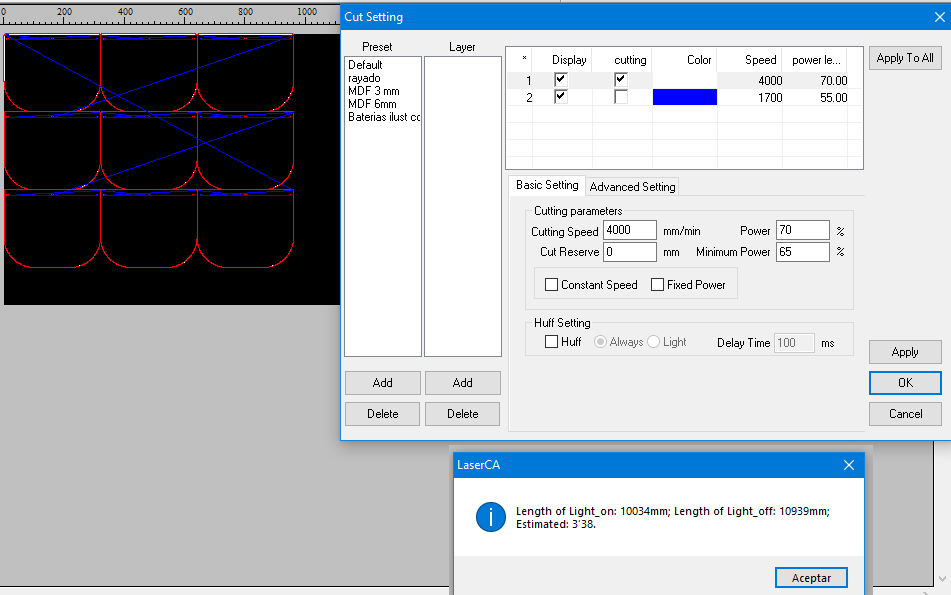 0 200 400 600 800 1000
Cut Setting
Preset
Layer
Default
rayado
MDF 3 mm
MDF 6mm
Baterias ilust cc
Add
Add
Delete
Delete
* Display cutting Color Speed power le...
1 4000 70.00
2 1700 55.00
Apply To All
Basic Setting Advanced Setting
Cutting parameters
Cutting Speed 4000 mm/min Power 70 %
Cut Reserve 0 mm Minimum Power 65 %
Constant Speed Fixed Power
Huff Setting
Huff Always Light Delay Time 100 ms
Apply
OK
Cancel
LaserCA
Length of Light_on: 10034mm; Length of Light_off: 10939mm;
Estimated: 3'38.
Aceptar